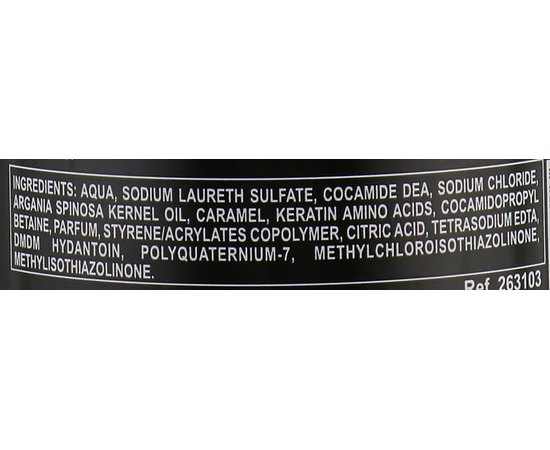 INGREDIENTS: AQUA, SODIUM LAURETH SULFATE, COCAMIDE DEA, SODIUM CHLORIDE,
ARGANIA SPINOSA KERNEL OIL, CARAMEL, KERATIN AMINO ACIDS, COCAMIDOPROPYL
BETAINE, PARFUM, STYRENE/ACRYLATES COPOLYMER, CITRIC ACID, TETRASODIUM EDTA,
DMDM HYDANTOIN, POLYQUATERNIUM-7, METHYLCHLOROISOTHIAZOLINONE,
METHYLISOTHIAZOLINONE.
Ref. 263103